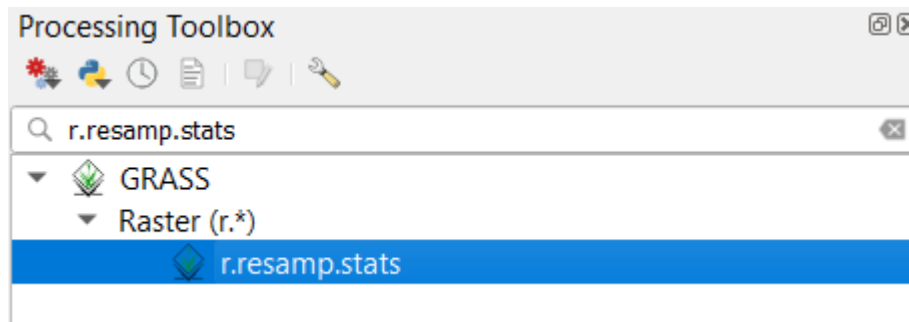 Processing Toolbox
r.resamp.stats
GRASS
Raster (r.*)
r.resamp.stats